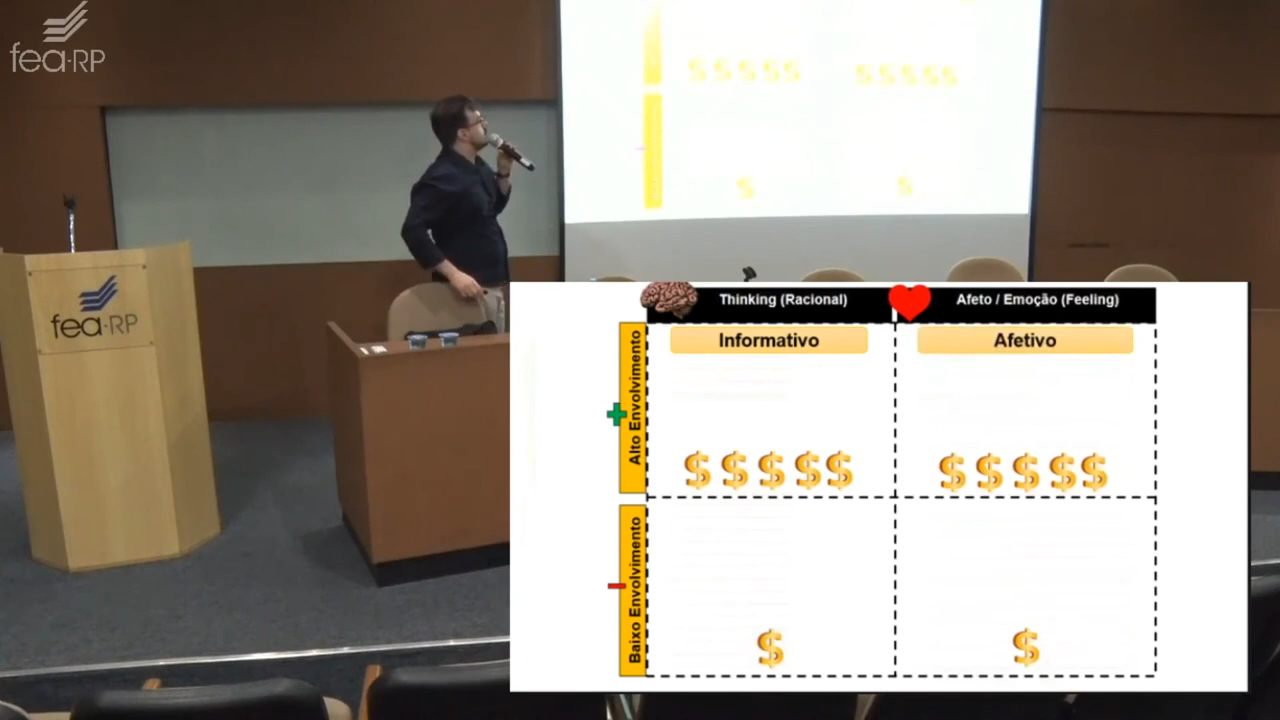 fea-RP
fea-RP
Thinking (Racional)
Afeto / Emoção (Feeling)
Informativo
Afetivo
Alto Envolvimento
$ $ $ $ $
$ $ $ $ $
Baixo Envolvimento
$
$
$ $ $ $ $
$ $ $ $ $
$
$